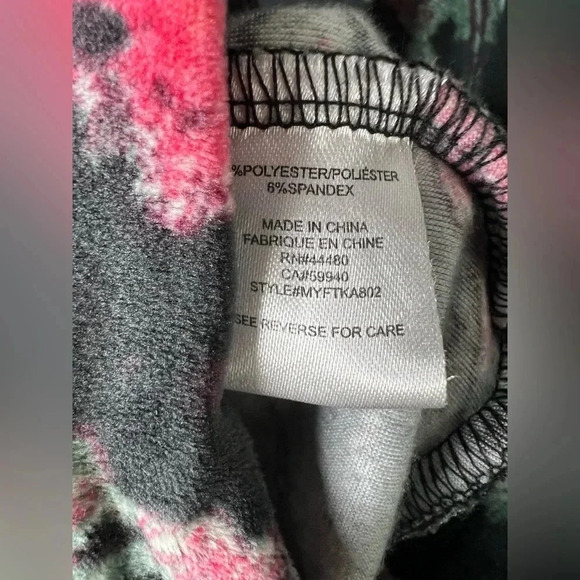 %POLYESTER/POLIÉSTER
6%SPANDEX
MADE IN CHINA
FABRIQUE EN CHINE
RN#44480
CA#59940
STYLE#MYFTKA802
SEE REVERSE FOR CARE